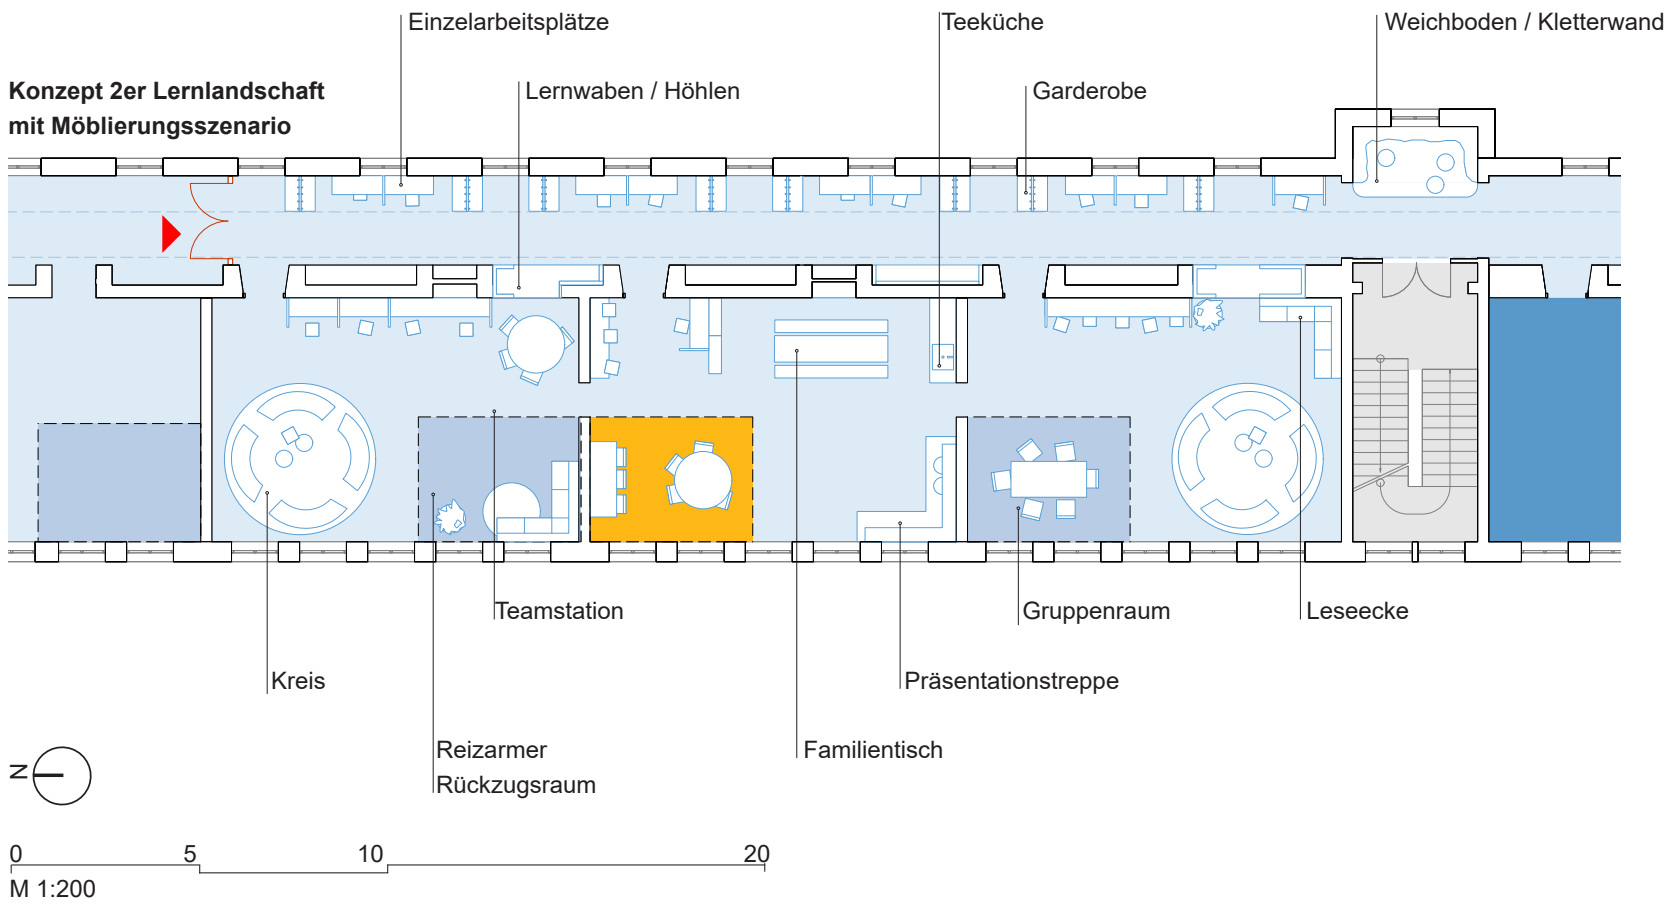 Einzelarbeitsplätze
Teeküche
Weichboden / Kletterwand
Konzept 2er Lernlandschaft
mit Möblierungsszenario
Lernwaben / Höhlen
Garderobe
Teamstation
Gruppenraum
Leseecke
Kreis
Präsentationstreppe
Reizarmer
Rückzugsraum
Familientisch
N
0 5 10 20
M 1:200